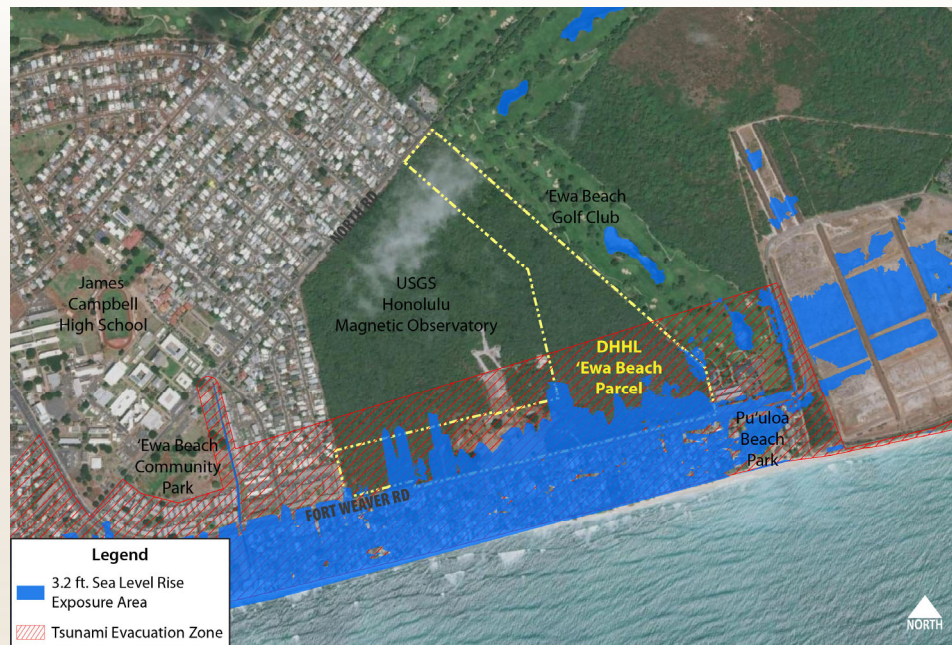 NORTH RD
'Ewa Beach
Golf Club
James
Campbell
High School
USGS
Honolulu
Magnetic Observatory
DHHL
'Ewa Beach
Parcel
'Ewa Beach
Community
Park
Pu'uloa
Beach
Park
FORT WEAVER RD
Legend
3.2 ft. Sea Level Rise
Exposure Area
Tsunami Evacuation Zone
NORTH